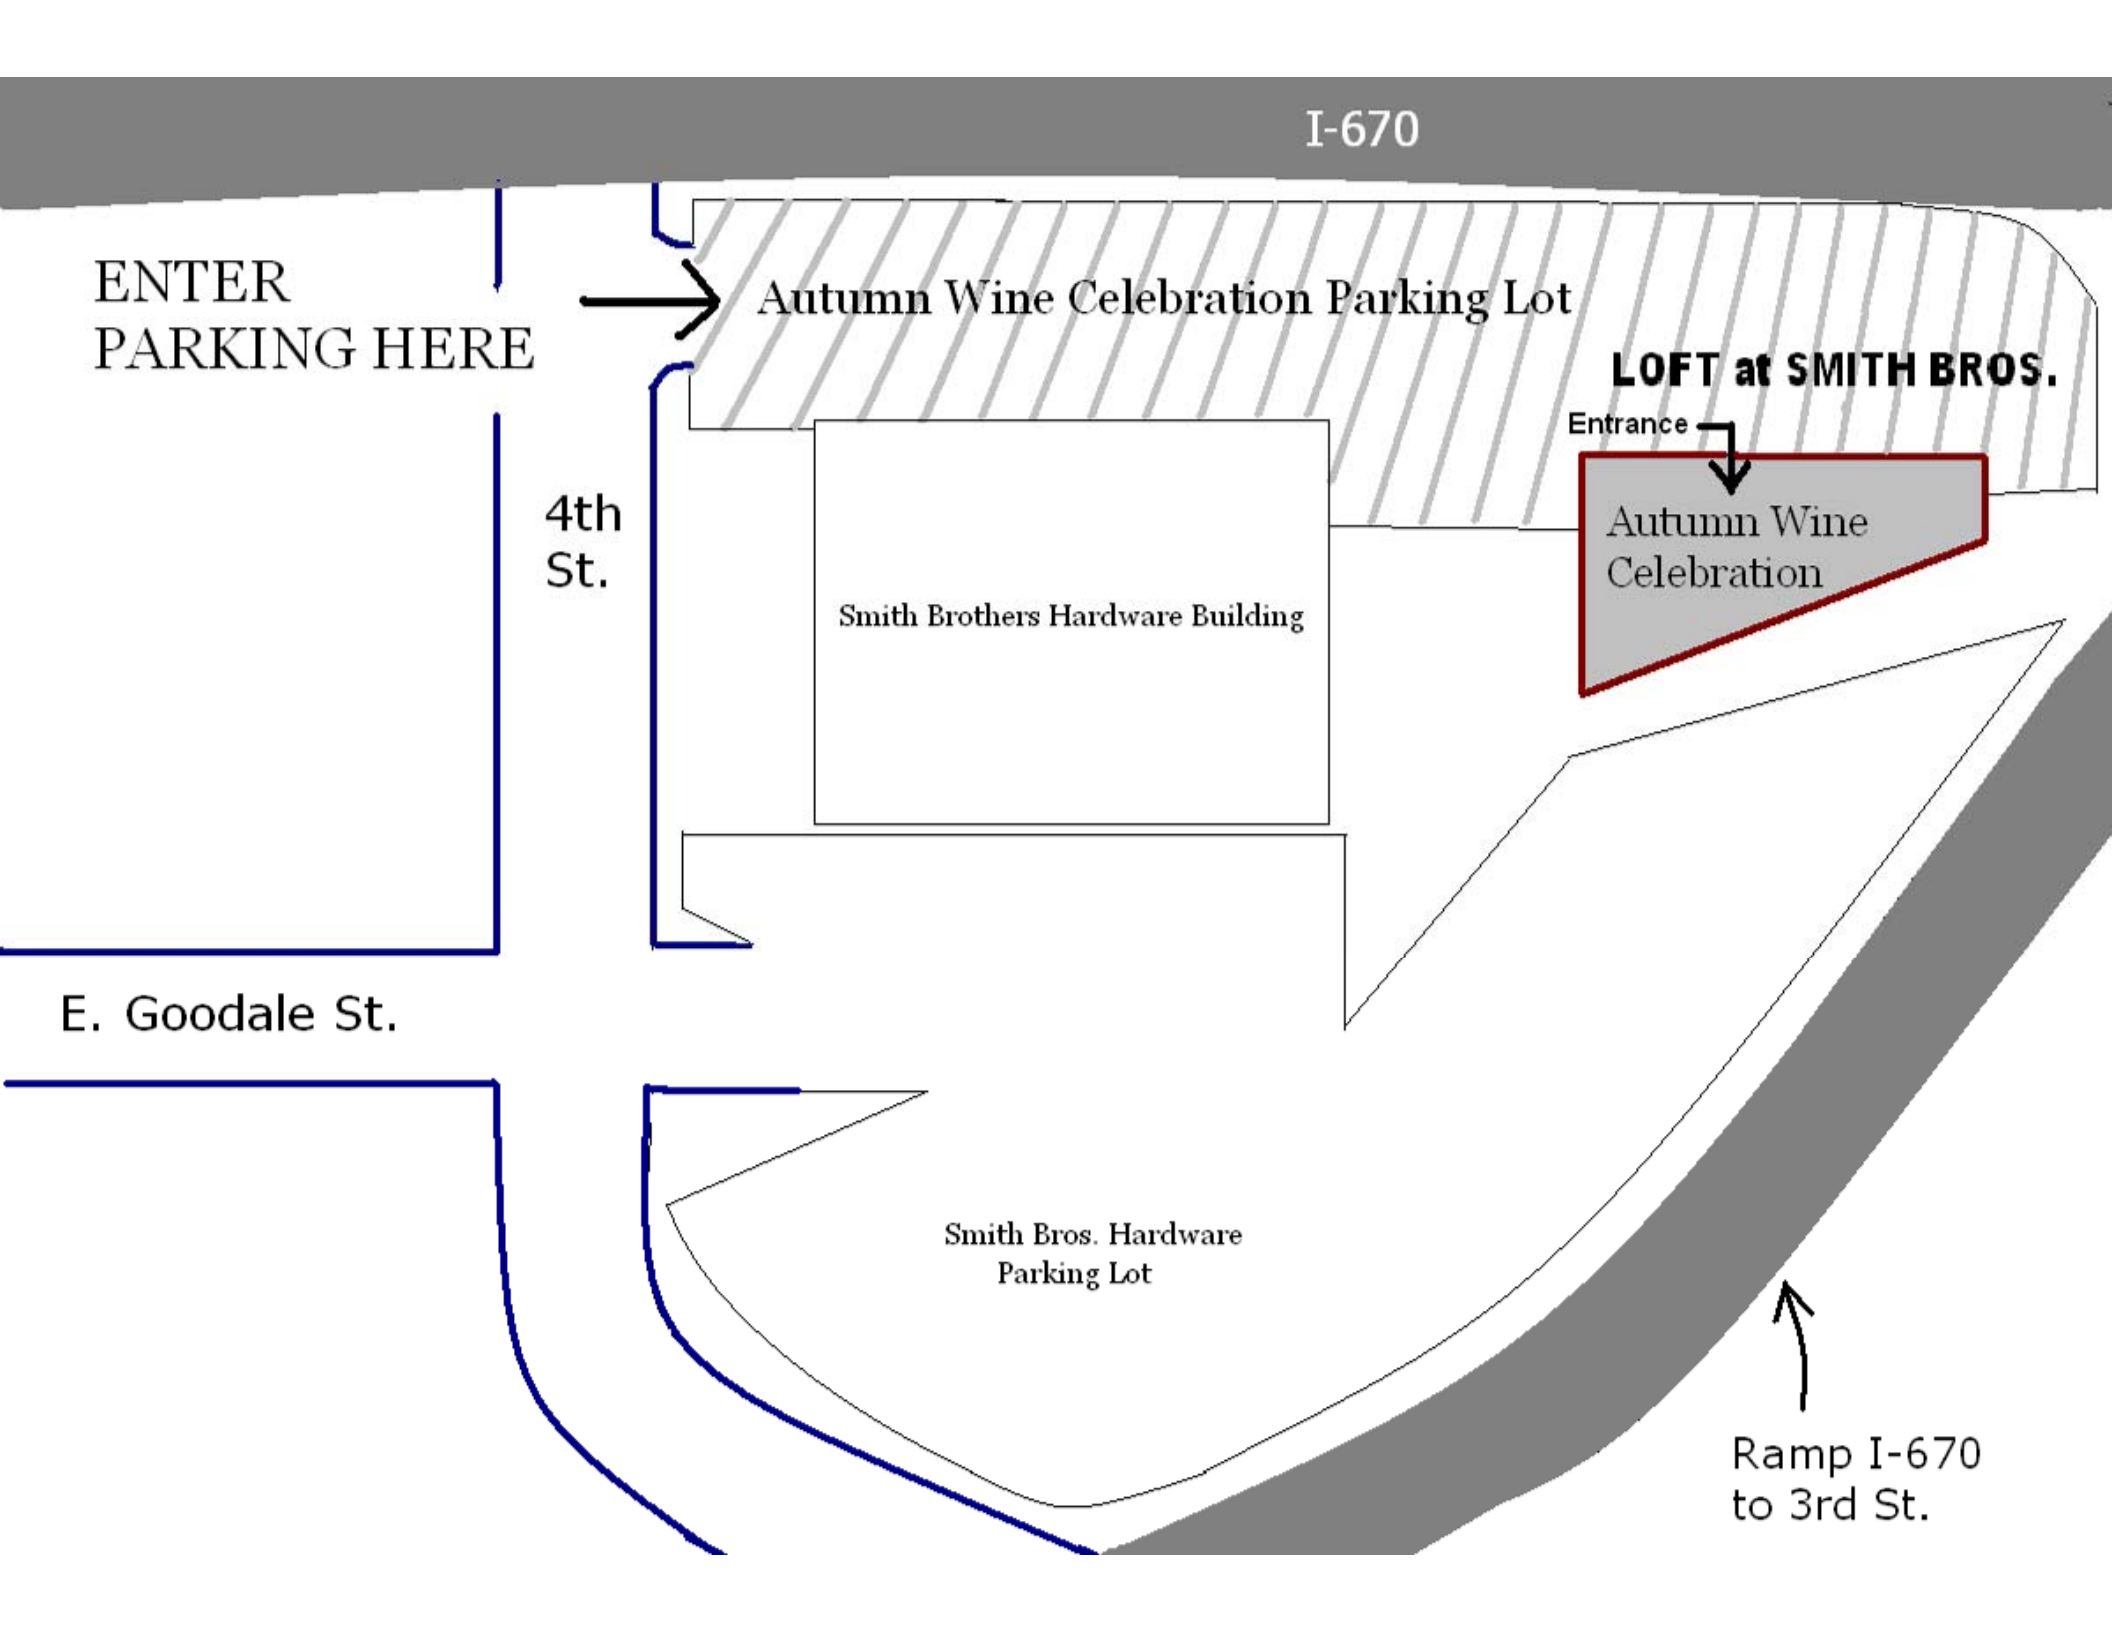 I-670
ENTER
PARKING HERE
Autumn Wine Celebration Parking Lot
LOFT at SMITH BROS.
Entrance
4th
St.
Autumn Wine
Celebration
Smith Brothers Hardware Building
E. Goodale St.
Smith Bros. Hardware
Parking Lot
Ramp I-670
to 3rd St.